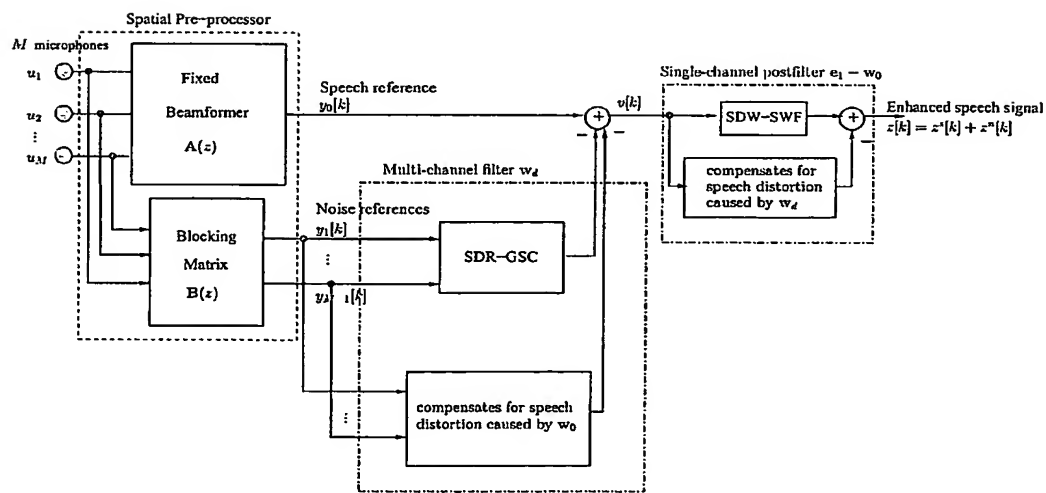 Spatial Pre-processor
M microphones
u1
u2
⋮
uM
Fixed
Beamformer
A(z)
Speech reference
y0[k]
v[k]
Single-channel postfilter e1 − w0
SDW-SWF
Enhanced speech signal
z[k] = z^s[k] + z^n[k]
compensates for
speech distortion
caused by w_d
Multi-channel filter w_d
Blocking
Matrix
B(z)
Noise references
y1[k]
⋮
SDR-GSC
⋮
compensates for speech
distortion caused by w0